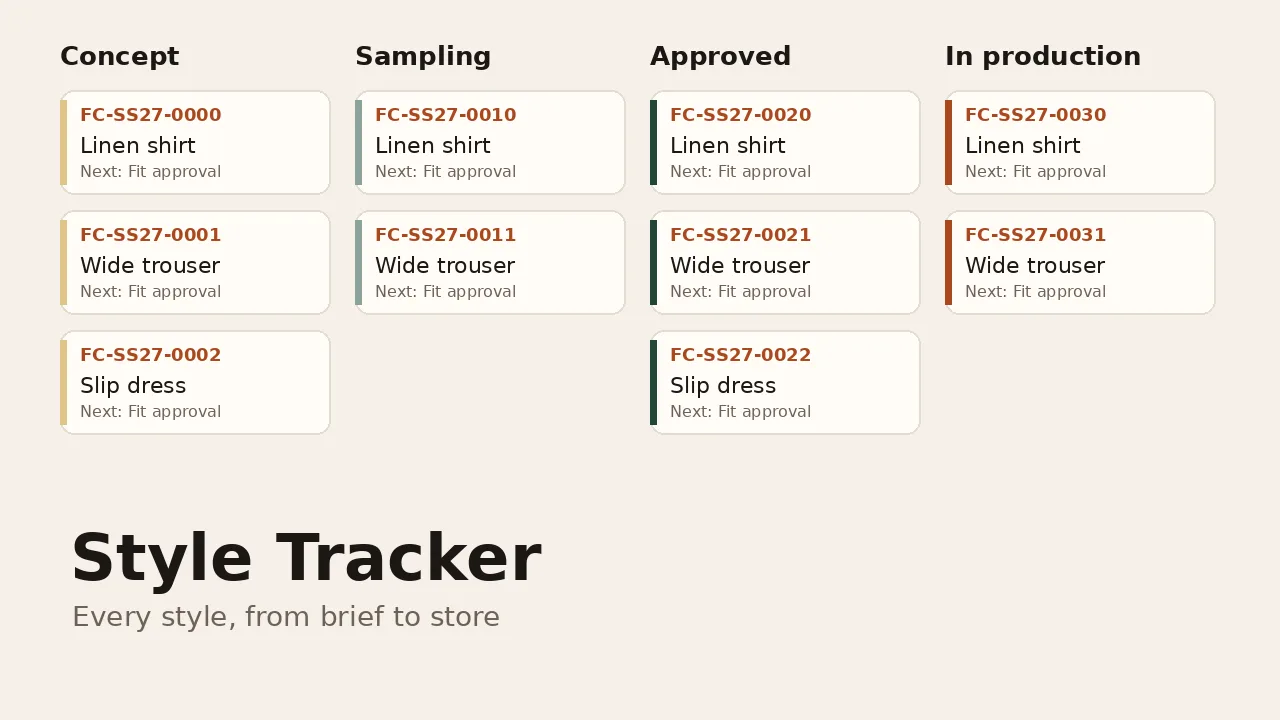 Concept
FC-SS27-0000
Linen shirt
Next: Fit approval
FC-SS27-0001
Wide trouser
Next: Fit approval
FC-SS27-0002
Slip dress
Next: Fit approval
Sampling
FC-SS27-0010
Linen shirt
Next: Fit approval
FC-SS27-0011
Wide trouser
Next: Fit approval
Approved
FC-SS27-0020
Linen shirt
Next: Fit approval
FC-SS27-0021
Wide trouser
Next: Fit approval
FC-SS27-0022
Slip dress
Next: Fit approval
In production
FC-SS27-0030
Linen shirt
Next: Fit approval
FC-SS27-0031
Wide trouser
Next: Fit approval
Style Tracker
Every style, from brief to store